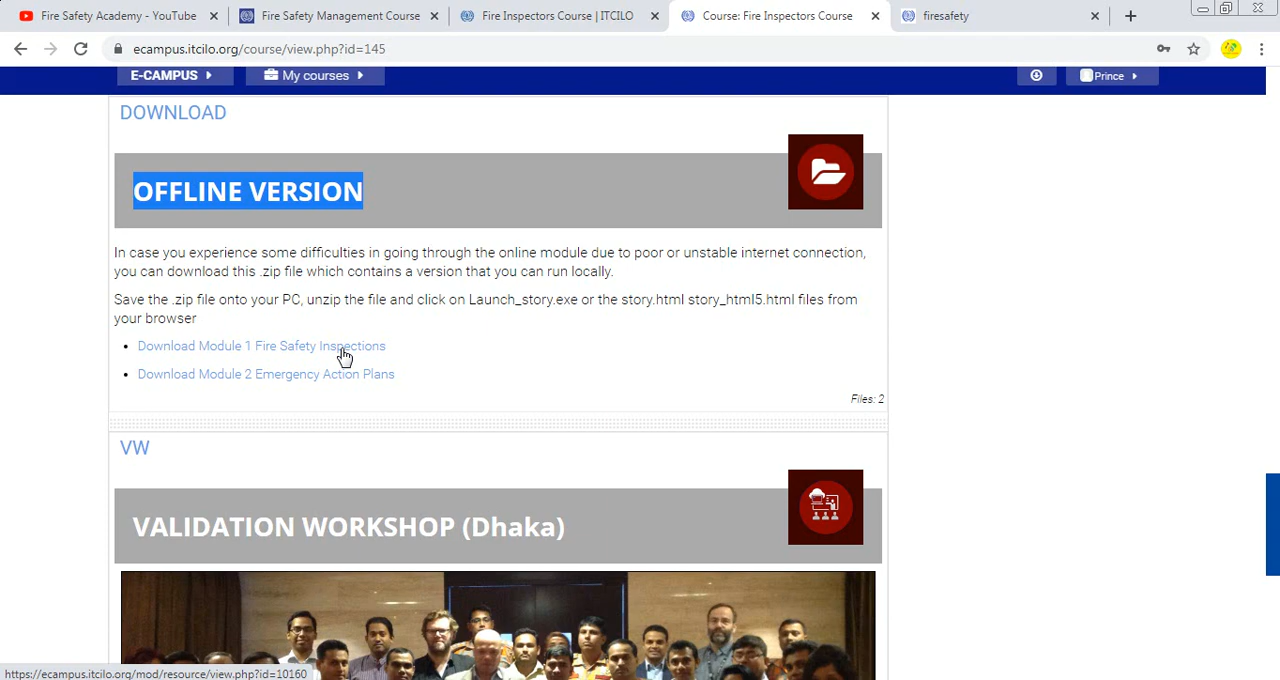 Fire Safety Academy - YouTube
Fire Safety Management Course
Fire Inspectors Course | ITCILO
Course: Fire Inspectors Course
firesafety
ecampus.itcilo.org/course/view.php?id=145
E-CAMPUS
My courses
Prince
DOWNLOAD
OFFLINE VERSION
In case you experience some difficulties in going through the online module due to poor or unstable internet connection,
you can download this .zip file which contains a version that you can run locally.
Save the .zip file onto your PC, unzip the file and click on Launch_story.exe or the story.html story_html5.html files from
your browser
• Download Module 1 Fire Safety Inspections
• Download Module 2 Emergency Action Plans
Files: 2
VW
VALIDATION WORKSHOP (Dhaka)
https://ecampus.itcilo.org/mod/resource/view.php?id=10160